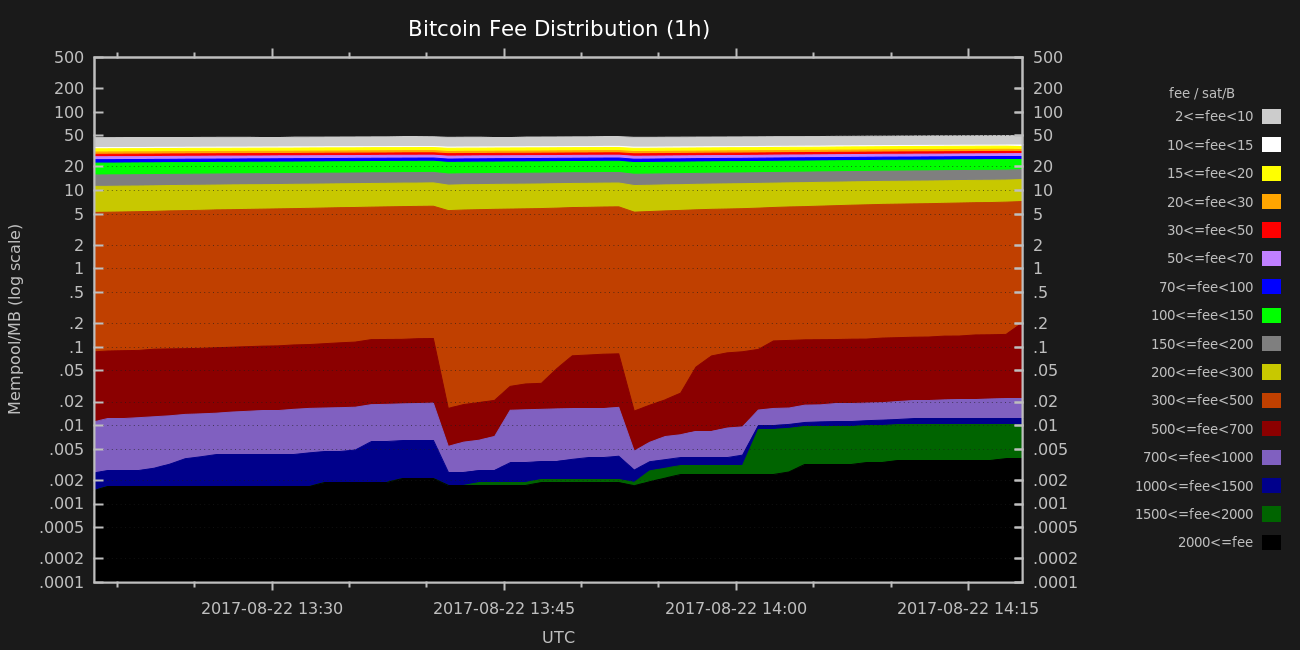 Bitcoin Fee Distribution (1h)
Mempool/MB (log scale)
500
200
100
50
20
10
5
2
1
.5
.2
.1
.05
.02
.01
.005
.002
.001
.0005
.0002
.0001
500
200
100
50
20
10
5
2
1
.5
.2
.1
.05
.02
.01
.005
.002
.001
.0005
.0002
.0001
2017-08-22 13:30
2017-08-22 13:45
2017-08-22 14:00
2017-08-22 14:15
UTC
fee / sat/B
2<=fee<10
10<=fee<15
15<=fee<20
20<=fee<30
30<=fee<50
50<=fee<70
70<=fee<100
100<=fee<150
150<=fee<200
200<=fee<300
300<=fee<500
500<=fee<700
700<=fee<1000
1000<=fee<1500
1500<=fee<2000
2000<=fee